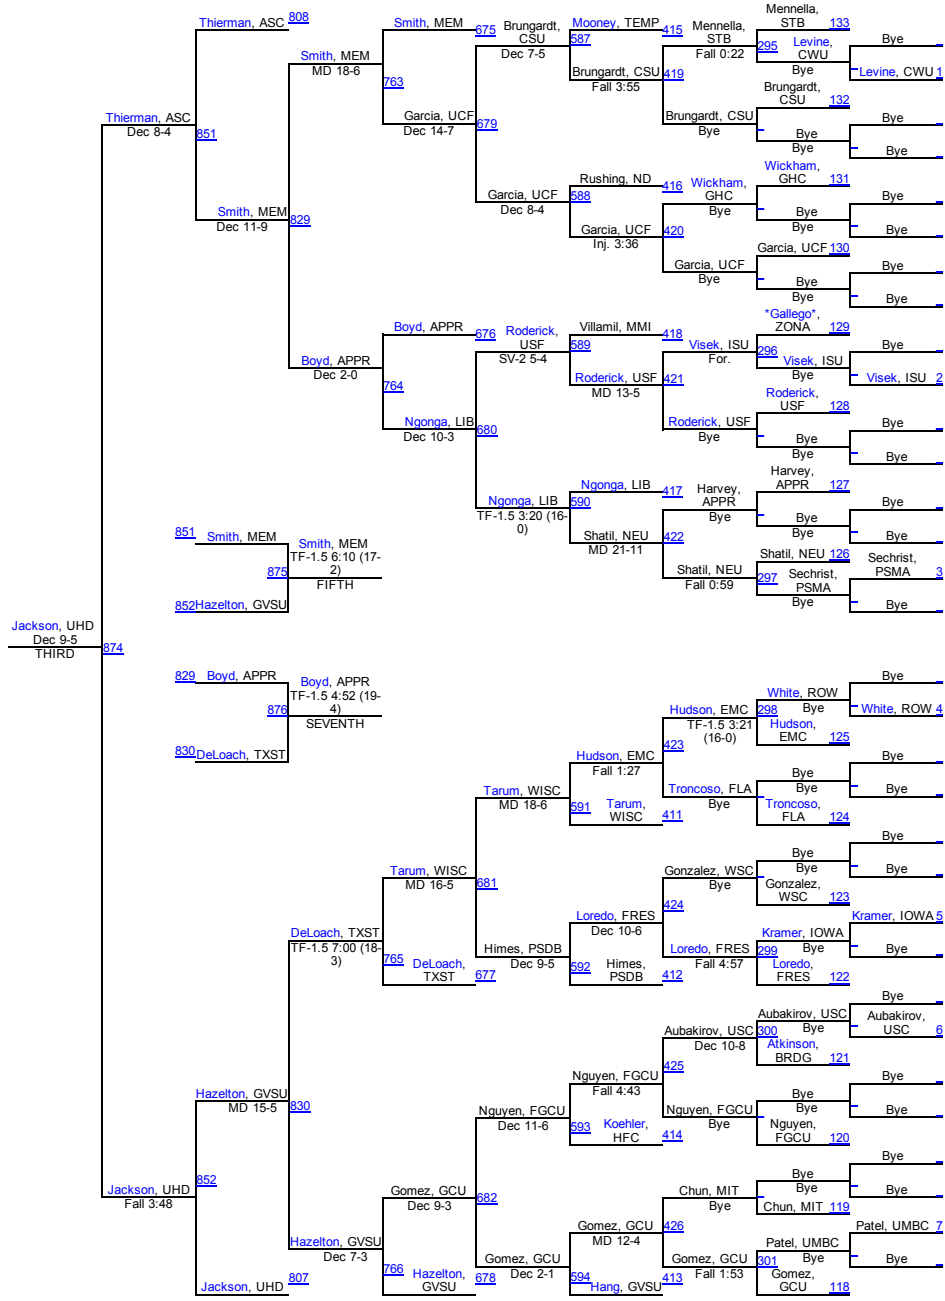 Thierman, ASC 808
Smith, MEM 675
Brungardt, CSU
Dec 7-5
Mooney, TEMP 415
587
Mennella, STB
Fall 0:22
Mennella, STB 133
Bye
295 Levine, CWU
Bye
Levine, CWU 1
Smith, MEM
MD 18-6
763
Brungardt, CSU 419
Fall 3:55
Brungardt, CSU 132
Bye
Thierman, ASC
Dec 8-4
851
Garcia, UCF
Dec 14-7
679
Brungardt, CSU
Bye
Bye
Bye
Bye
Wickham, GHC 131
Bye
Rushing, ND 416
Garcia, UCF
Dec 8-4
588
Wickham, GHC
Bye
Bye
Bye
Bye
Smith, MEM
Dec 11-9
829
Garcia, UCF
Inj. 3:36
420
Garcia, UCF 130
Bye
Garcia, UCF
Bye
Bye
Bye
Bye
*Gallego*, ZONA 129
Boyd, APPR 676
Roderick, USF
SV-2 5-4
Villamil, MMI 418
589
Visek, ISU
For.
296
Bye
Visek, ISU
Bye
Visek, ISU 2
Boyd, APPR
Dec 2-0
764
Roderick, USF
MD 13-5
421
Roderick, USF 128
Bye
Ngonga, LIB
Dec 10-3
680
Roderick, USF
Bye
Bye
Bye
Bye
Harvey, APPR 127
Ngonga, LIB
TF-1.5 3:20 (16-0)
590
Ngonga, LIB 417
Harvey, APPR
Bye
Bye
Bye
Bye
Bye
851
Smith, MEM
875
Smith, MEM
TF-1.5 6:10 (17-2)
FIFTH
Shatil, NEU
MD 21-11
422
Shatil, NEU 126
Sechrist, PSMA 3
Shatil, NEU
Fall 0:59
297
Sechrist, PSMA
Bye
Bye
852 Hazelton, GVSU
Jackson, UHD
Dec 9-5
THIRD
874
829
Boyd, APPR
876
Boyd, APPR
TF-1.5 4:52 (19-4)
SEVENTH
830 DeLoach, TXST
Hudson, EMC
TF-1.5 3:21 (16-0)
White, ROW
Bye
298
Hudson, EMC 125
Bye
White, ROW 4
Hudson, EMC
Fall 1:27
423
Bye
Bye
Bye
Bye
Tarum, WISC
MD 18-6
591
Tarum, WISC 411
Troncoso, FLA
Bye
Troncoso, FLA 124
Tarum, WISC
MD 16-5
681
Gonzalez, WSC
Bye
Bye
Bye
Gonzalez, WSC 123
Bye
Bye
DeLoach, TXST
TF-1.5 7:00 (18-3)
765
DeLoach, TXST 677
Himes, PSDB
Dec 9-5
592
Loredo, FRES
Dec 10-6
424
Himes, PSDB 412
Loredo, FRES
Fall 4:57
Kramer, IOWA
Bye
299
Loredo, FRES 122
Kramer, IOWA 5
Bye
Aubakirov, USC
Dec 10-8
300
Aubakirov, USC
Bye
Atkinson, BRDG 121
Bye
Aubakirov, USC 6
Hazelton, GVSU
MD 15-5
830
Nguyen, FGCU
Dec 11-6
593
Nguyen, FGCU
Fall 4:43
425
Koehler, HFC 414
Nguyen, FGCU
Bye
Bye
Bye
Nguyen, FGCU 120
Bye
Bye
Jackson, UHD
Fall 3:48
852
Gomez, GCU
Dec 9-3
682
Chun, MIT
Bye
Bye
Bye
Chun, MIT 119
Bye
Bye
Hazelton, GVSU
Dec 7-3
766
Hazelton, GVSU 678
Gomez, GCU
Dec 2-1
594
Gomez, GCU
MD 12-4
426
Hang, GVSU 413
Gomez, GCU
Fall 1:53
Patel, UMBC
Bye
301
Gomez, GCU 118
Patel, UMBC 7
Bye
Jackson, UHD 807